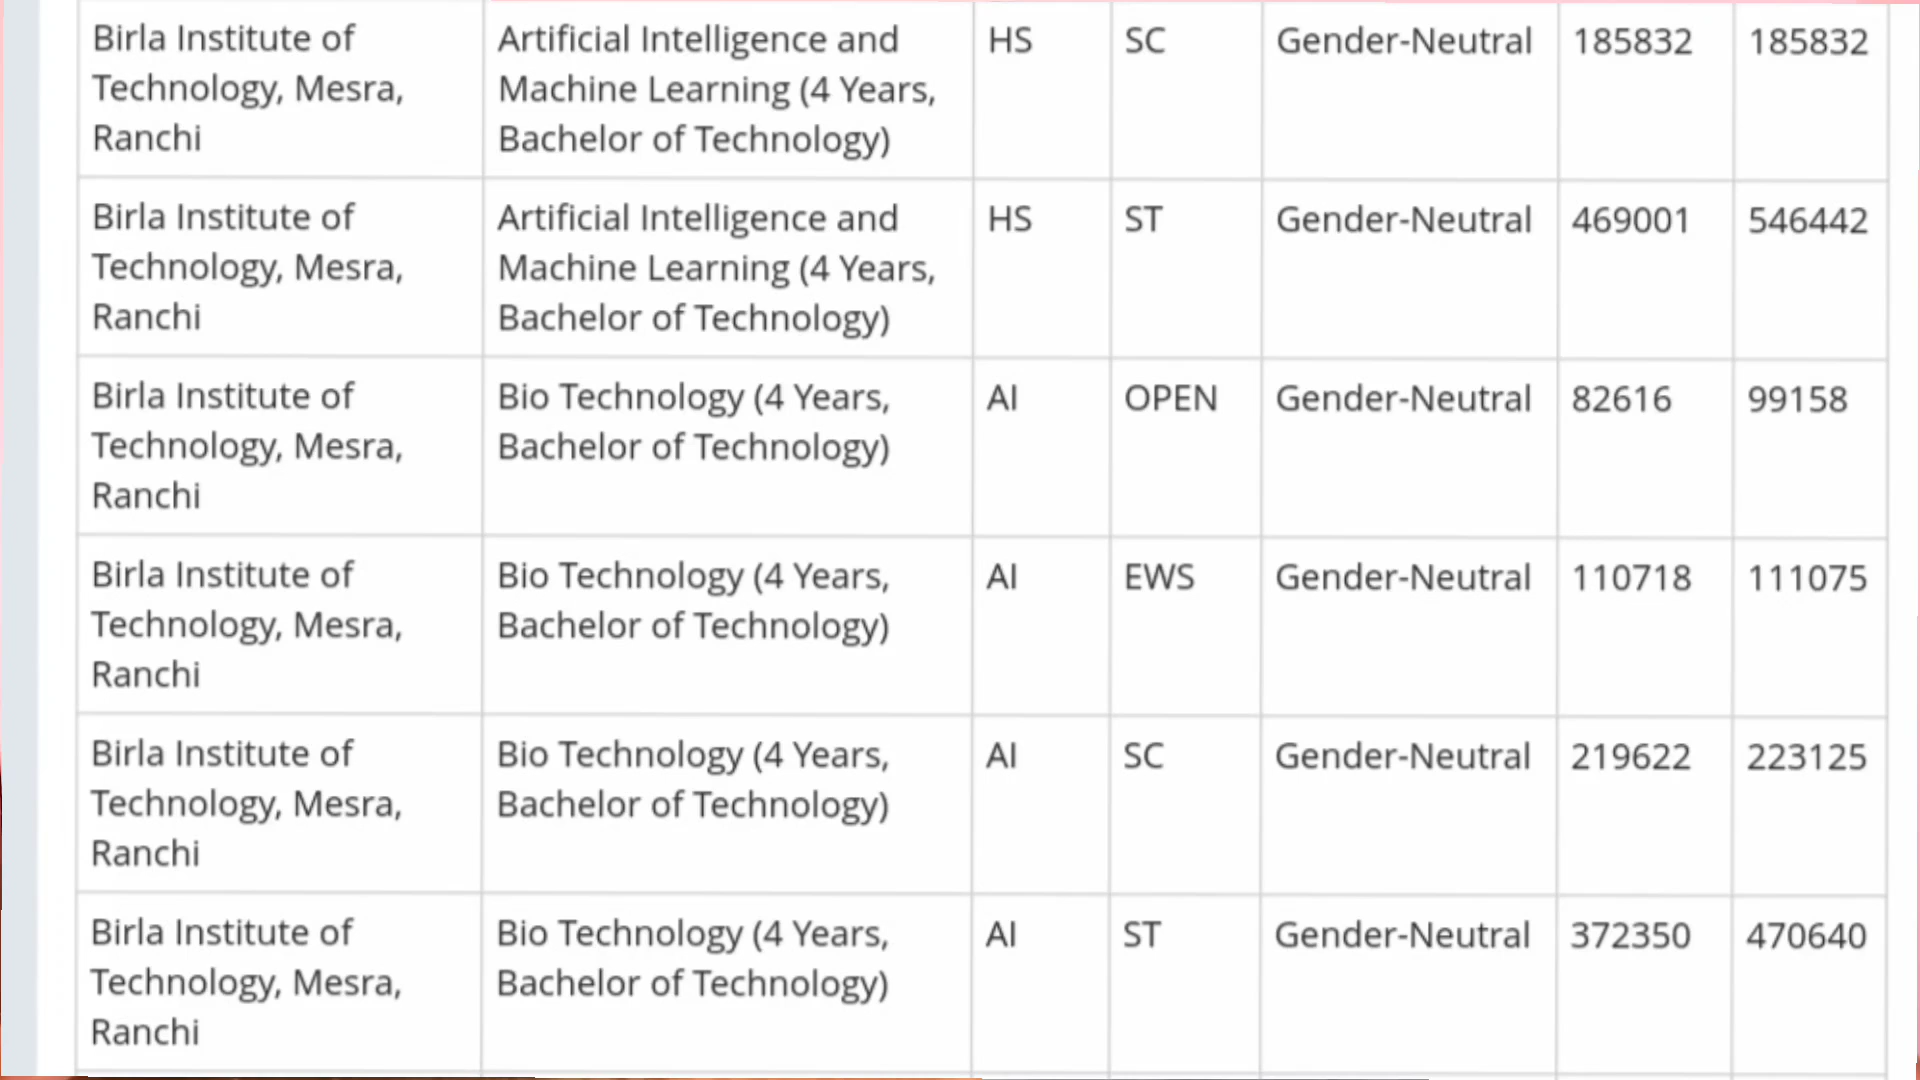 Birla Institute of Technology, Mesra, Ranchi Artificial Intelligence and Machine Learning (4 Years, Bachelor of Technology) HS SC Gender-Neutral 185832 185832
Birla Institute of Technology, Mesra, Ranchi Artificial Intelligence and Machine Learning (4 Years, Bachelor of Technology) HS ST Gender-Neutral 469001 546442
Birla Institute of Technology, Mesra, Ranchi Bio Technology (4 Years, Bachelor of Technology) AI OPEN Gender-Neutral 82616 99158
Birla Institute of Technology, Mesra, Ranchi Bio Technology (4 Years, Bachelor of Technology) AI EWS Gender-Neutral 110718 111075
Birla Institute of Technology, Mesra, Ranchi Bio Technology (4 Years, Bachelor of Technology) AI SC Gender-Neutral 219622 223125
Birla Institute of Technology, Mesra, Ranchi Bio Technology (4 Years, Bachelor of Technology) AI ST Gender-Neutral 372350 470640